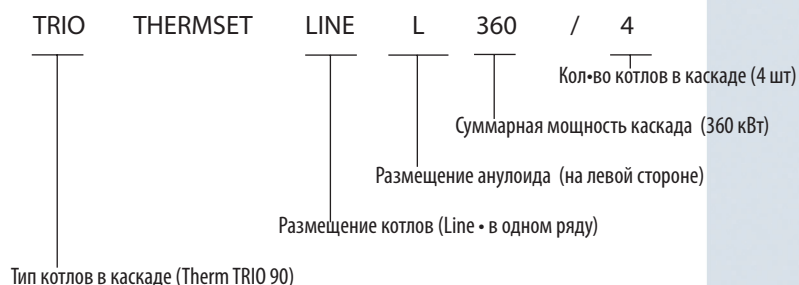 TRIO THERMSET LINE L 360 / 4
Кол•во котлов в каскаде (4 шт)
Суммарная мощность каскада (360 кВт)
Размещение анулоида (на левой стороне)
Размещение котлов (Line • в одном ряду)
Тип котлов в каскаде (Therm TRIO 90)